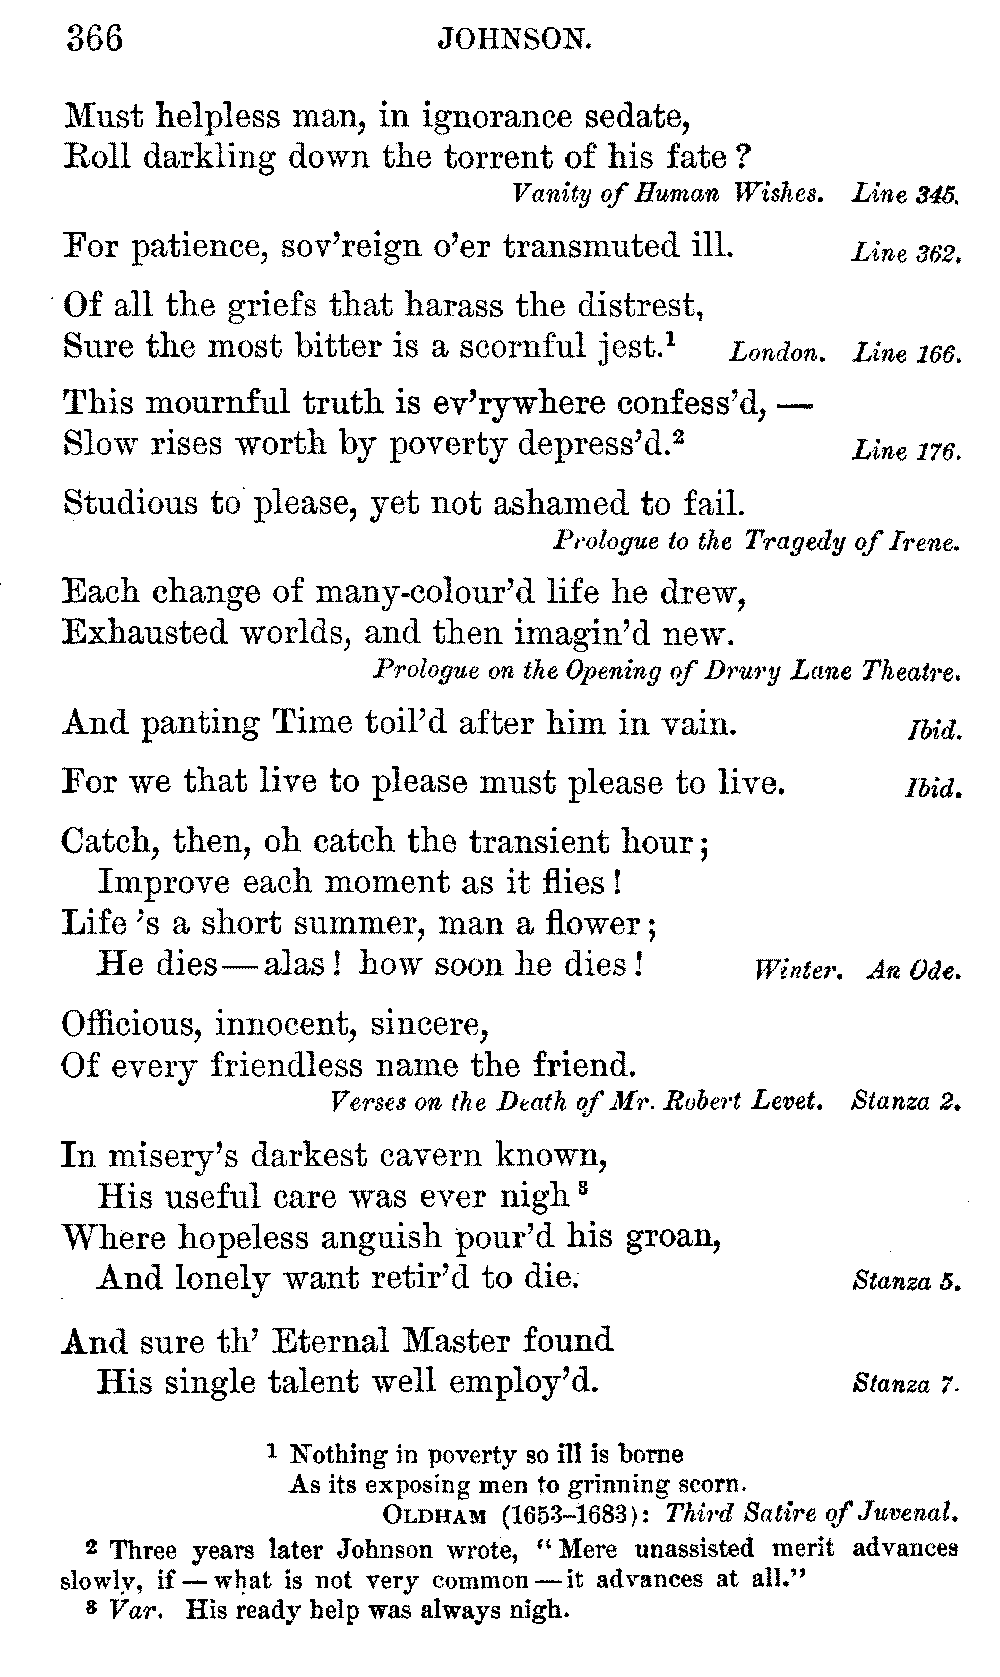 366 JOHNSON.
Must helpless man, in ignorance sedate,
Roll darkling down the torrent of his fate?
Vanity of Human Wishes. Line 345.
For patience, sov'reign o'er transmuted ill. Line 362.
Of all the griefs that harass the distrest,
Sure the most bitter is a scornful jest.¹ London. Line 166.
This mournful truth is ev'rywhere confess'd, —
Slow rises worth by poverty depress'd.² Line 176.
Studious to please, yet not ashamed to fail.
Prologue to the Tragedy of Irene.
Each change of many-colour'd life he drew,
Exhausted worlds, and then imagin'd new.
Prologue on the Opening of Drury Lane Theatre.
And panting Time toil'd after him in vain. Ibid.
For we that live to please must please to live. Ibid.
Catch, then, oh catch the transient hour;
Improve each moment as it flies!
Life 's a short summer, man a flower;
He dies—alas! how soon he dies! Winter. An Ode.
Officious, innocent, sincere,
Of every friendless name the friend.
Verses on the Death of Mr. Robert Levet. Stanza 2.
In misery's darkest cavern known,
His useful care was ever nigh ³
Where hopeless anguish pour'd his groan,
And lonely want retir'd to die. Stanza 5.
And sure th' Eternal Master found
His single talent well employ'd. Stanza 7.
¹ Nothing in poverty so ill is borne
As its exposing men to grinning scorn.
OLDHAM (1653–1683): Third Satire of Juvenal.
² Three years later Johnson wrote, "Mere unassisted merit advances
slowly, if — what is not very common — it advances at all."
³ Var. His ready help was always nigh.